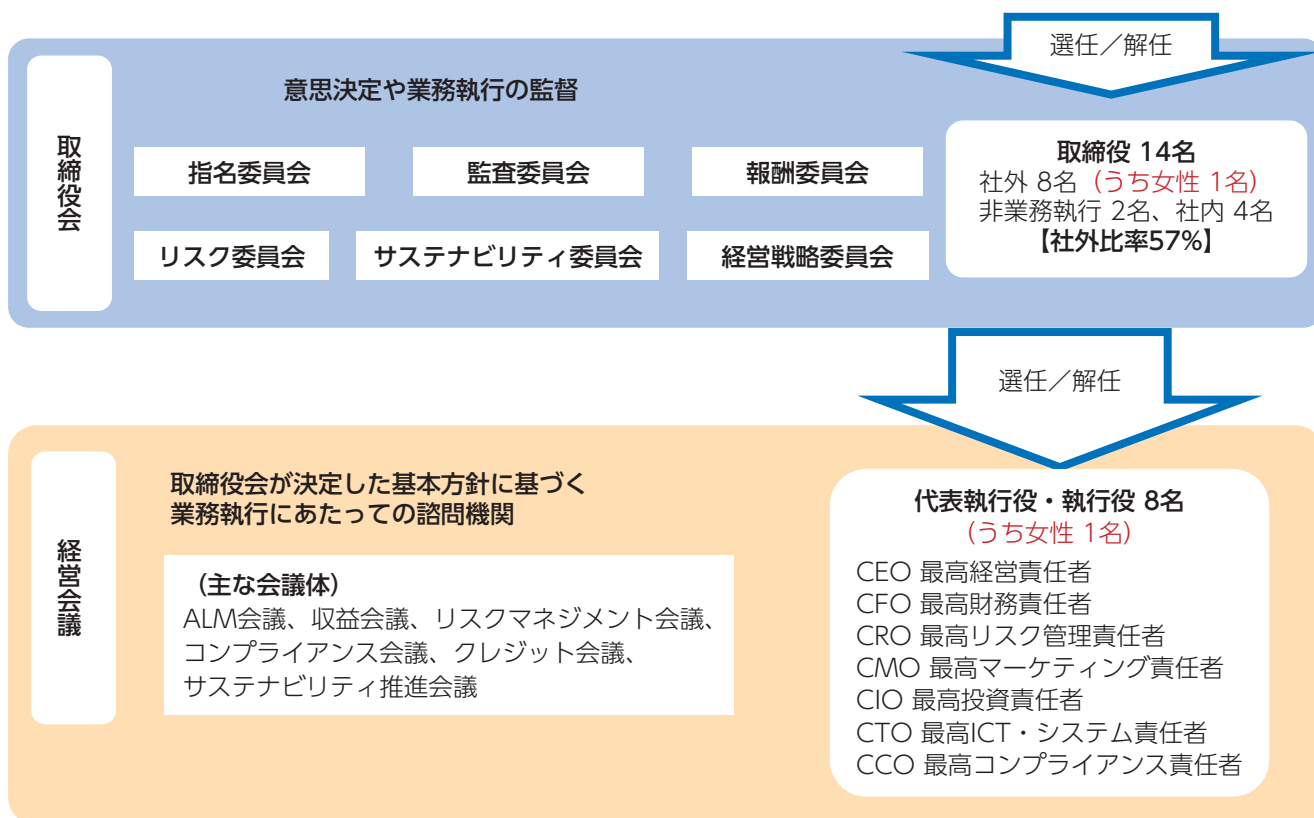 選任／解任
取締役会
意思決定や業務執行の監督
指名委員会
監査委員会
報酬委員会
リスク委員会
サステナビリティ委員会
経営戦略委員会
取締役 14名
社外 8名（うち女性 1名）
非業務執行 2名、社内 4名
【社外比率57%】
選任／解任
経営会議
取締役会が決定した基本方針に基づく
業務執行にあたっての諮問機関
（主な会議体）
ALM会議、収益会議、リスクマネジメント会議、
コンプライアンス会議、クレジット会議、
サステナビリティ推進会議
代表執行役・執行役 8名
（うち女性 1名）
CEO 最高経営責任者
CFO 最高財務責任者
CRO 最高リスク管理責任者
CMO 最高マーケティング責任者
CIO 最高投資責任者
CTO 最高ICT・システム責任者
CCO 最高コンプライアンス責任者